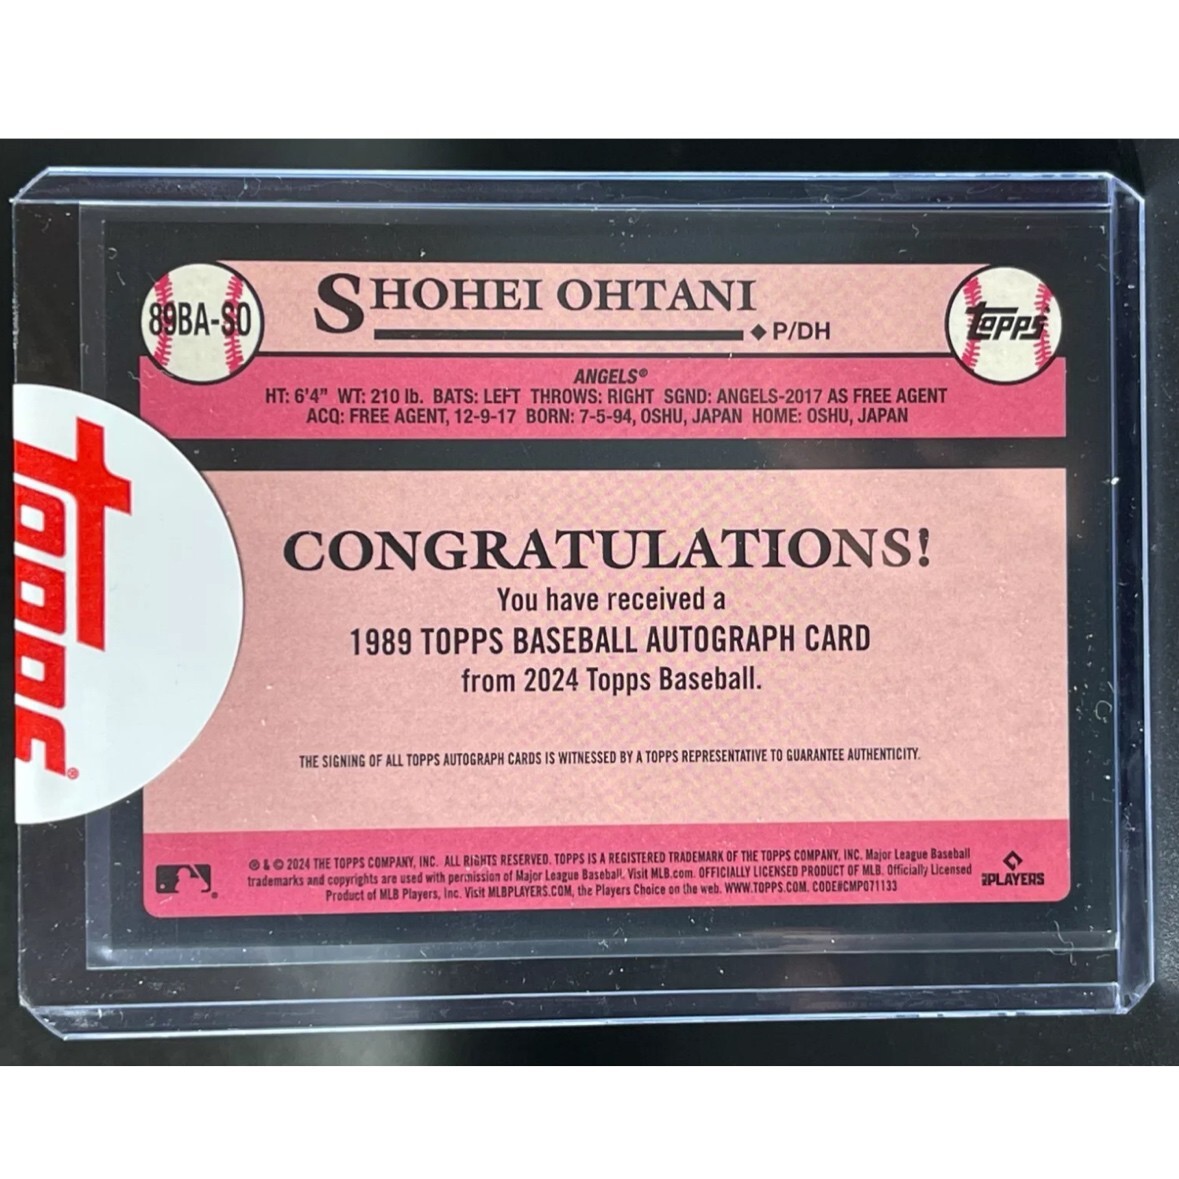 89BA-SO
SHOHEI OHTANI
P/DH
Topps
ANGELS®
HT: 6'4" WT: 210 lb. BATS: LEFT THROWS: RIGHT SGND: ANGELS-2017 AS FREE AGENT
ACQ: FREE AGENT, 12-9-17 BORN: 7-5-94, OSHU, JAPAN HOME: OSHU, JAPAN
CONGRATULATIONS!
You have received a
1989 TOPPS BASEBALL AUTOGRAPH CARD
from 2024 Topps Baseball.
THE SIGNING OF ALL TOPPS AUTOGRAPH CARDS IS WITNESSED BY A TOPPS REPRESENTATIVE TO GUARANTEE AUTHENTICITY.
® & © 2024 THE TOPPS COMPANY, INC. ALL RIGHTS RESERVED. TOPPS IS A REGISTERED TRADEMARK OF THE TOPPS COMPANY, INC. Major League Baseball
trademarks and copyrights are used with permission of Major League Baseball. Visit MLB.com. OFFICIALLY LICENSED PRODUCT OF MLB. Officially Licensed
Product of MLB Players, Inc. Visit MLBPLAYERS.COM, the Players Choice on the web. WWW.TOPPS.COM. CODE#CMP071133
PLAYERS